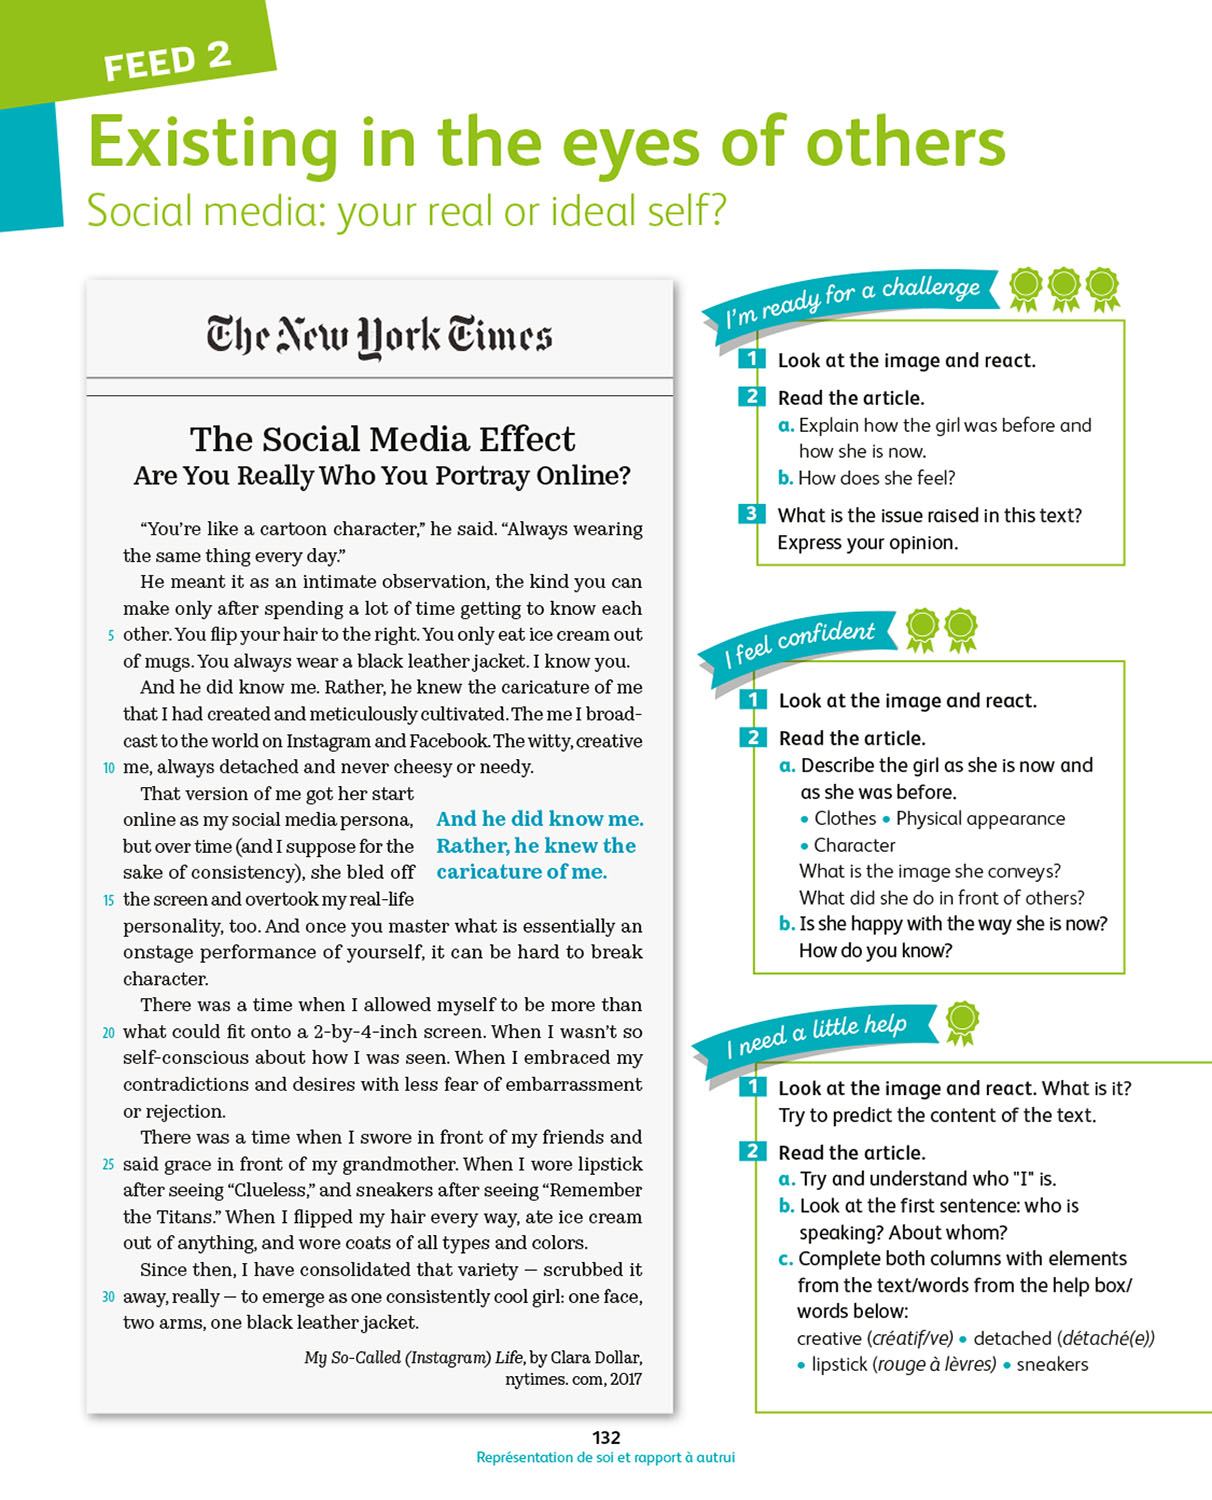 FEED 2
Existing in the eyes of others
Social media: your real or ideal self?
The New York Times
The Social Media Effect
Are You Really Who You Portray Online?
“You’re like a cartoon character,” he said. “Always wearing
the same thing every day.”
He meant it as an intimate observation, the kind you can
make only after spending a lot of time getting to know each
5 other. You flip your hair to the right. You only eat ice cream out
of mugs. You always wear a black leather jacket. I know you.
And he did know me. Rather, he knew the caricature of me
that I had created and meticulously cultivated. The me I broad-
cast to the world on Instagram and Facebook. The witty, creative
10 me, always detached and never cheesy or needy.
That version of me got her start
online as my social media persona,
but over time (and I suppose for the
sake of consistency), she bled off
15 the screen and overtook my real-life
And he did know me.
Rather, he knew the
caricature of me.
personality, too. And once you master what is essentially an
onstage performance of yourself, it can be hard to break
character.
There was a time when I allowed myself to be more than
20 what could fit onto a 2-by-4-inch screen. When I wasn’t so
self-conscious about how I was seen. When I embraced my
contradictions and desires with less fear of embarrassment
or rejection.
There was a time when I swore in front of my friends and
25 said grace in front of my grandmother. When I wore lipstick
after seeing “Clueless,” and sneakers after seeing “Remember
the Titans.” When I flipped my hair every way, ate ice cream
out of anything, and wore coats of all types and colors.
Since then, I have consolidated that variety — scrubbed it
30 away, really — to emerge as one consistently cool girl: one face,
two arms, one black leather jacket.
My So-Called (Instagram) Life, by Clara Dollar,
nytimes. com, 2017
I’m ready for a challenge
1 Look at the image and react.
2 Read the article.
a. Explain how the girl was before and
how she is now.
b. How does she feel?
3 What is the issue raised in this text?
Express your opinion.
I feel confident
1 Look at the image and react.
2 Read the article.
a. Describe the girl as she is now and
as she was before.
• Clothes • Physical appearance
• Character
What is the image she conveys?
What did she do in front of others?
b. Is she happy with the way she is now?
How do you know?
I need a little help
1 Look at the image and react. What is it?
Try to predict the content of the text.
2 Read the article.
a. Try and understand who "I" is.
b. Look at the first sentence: who is
speaking? About whom?
c. Complete both columns with elements
from the text/words from the help box/
words below:
creative (créatif/ve) • detached (détaché(e))
• lipstick (rouge à lèvres) • sneakers
132
Représentation de soi et rapport à autrui